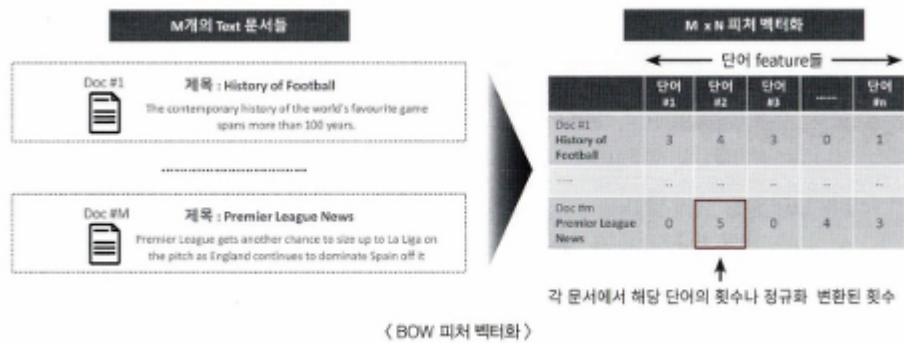 M개의 Text 문서들
Doc #1
제목 : History of Football
The contemporary history of the world's favourite game
spans more than 100 years.
Doc #M
제목 : Premier League News
Premier League gets another chance to size up to La Liga on
the pitch as England continues to dominate Spain off it
M x N 피처 벡터화
단어 feature들
단어 #1 단어 #2 단어 #3 ...... 단어 #n
Doc #1 History of Football 3 4 3 0 1
..... .. .. .. .. ..
Doc #m Premier League News 0 5 0 4 3
각 문서에서 해당 단어의 횟수나 정규화 변환된 횟수
〈 BOW 피처 벡터화 〉